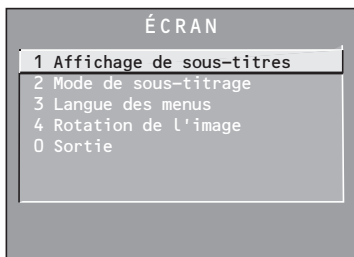 ÉCRAN
1 Affichage de sous-titres
2 Mode de sous-titrage
3 Langue des menus
4 Rotation de l'image
0 Sortie